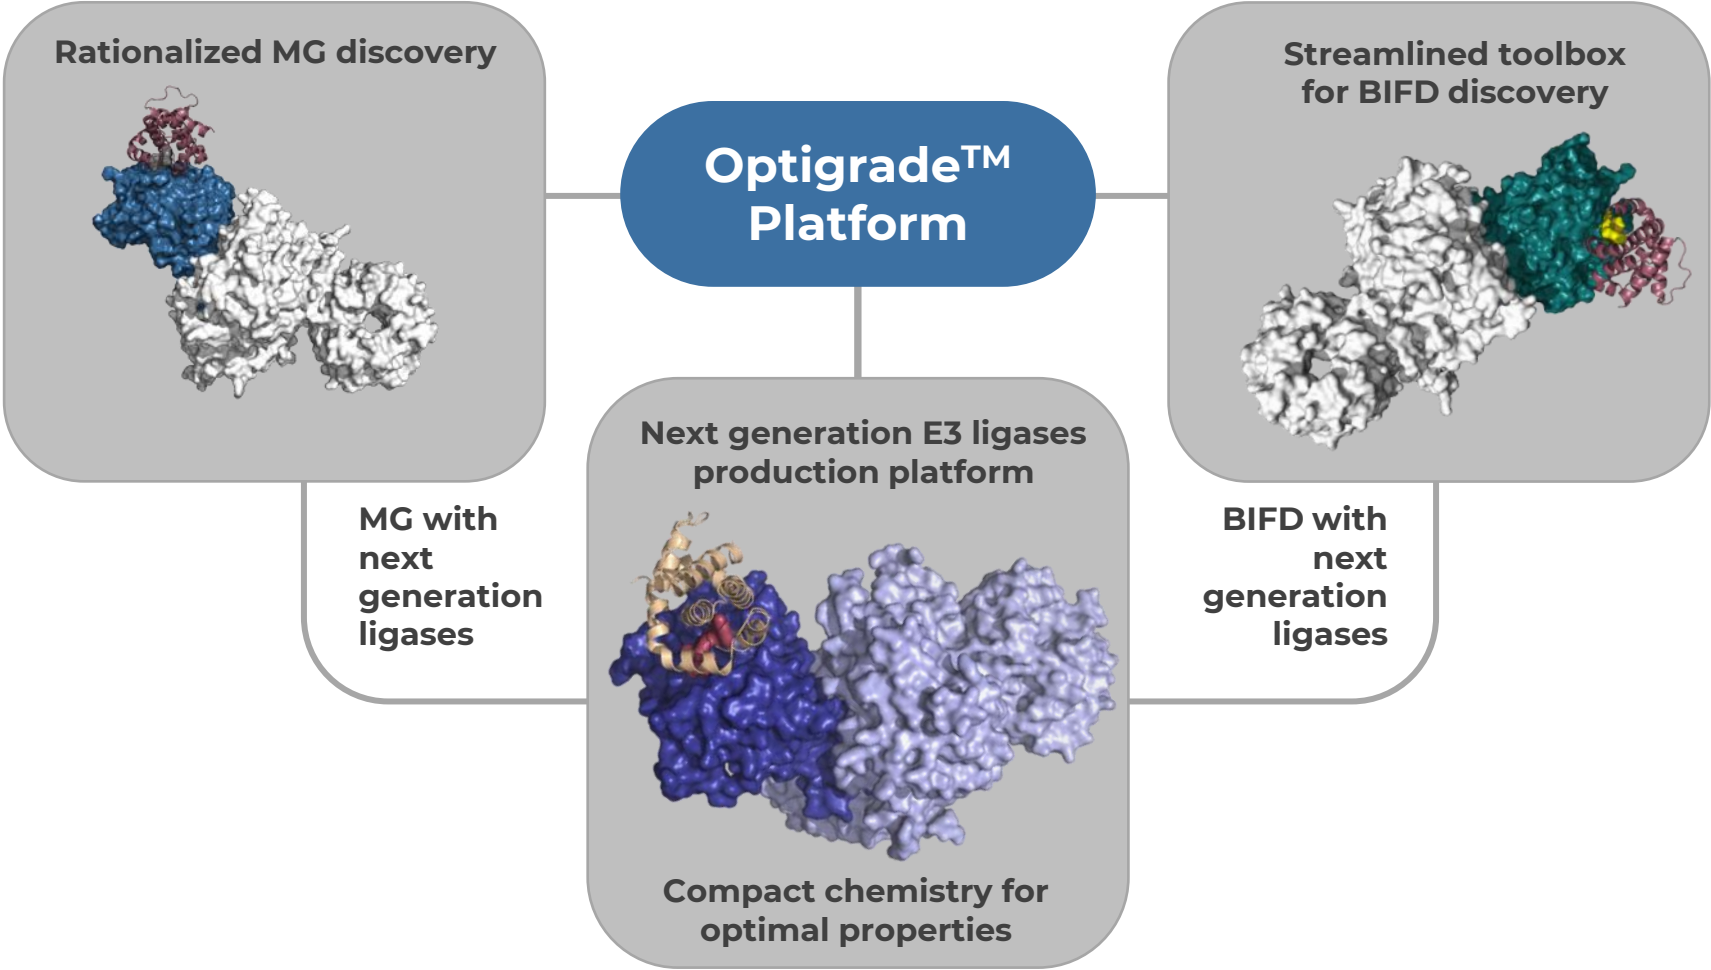 Rationalized MG discovery
Optigrade™
Platform
Streamlined toolbox
for BIFD discovery
MG with
next
generation
ligases
Next generation E3 ligases
production platform
Compact chemistry for
optimal properties
BIFD with
next
generation
ligases